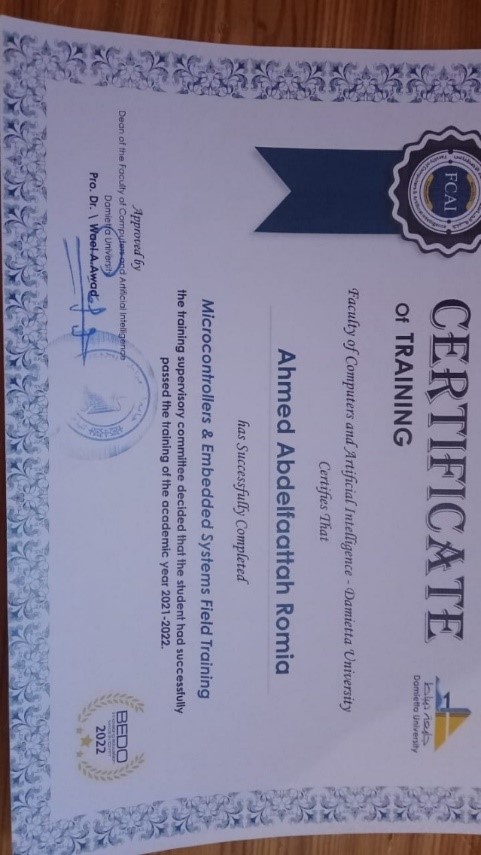 FCAI
CERTIFICATE
of TRAINING
Damietta University
Faculty of Computers and Artificial Intelligence - Damietta University
Certifies That
Ahmed Abdelfaattah Romia
has Successfully Completed
Microcontrollers & Embedded Systems Field Training
the training supervisory committee decided that the student had successfully
passed the training of the academic year 2021-2022.
Approved by
Dean of the Faculty of Computers and Artificial Intelligence
Damietta University
Pro. Dr. \ Wael A.Awad
BEDO
2022